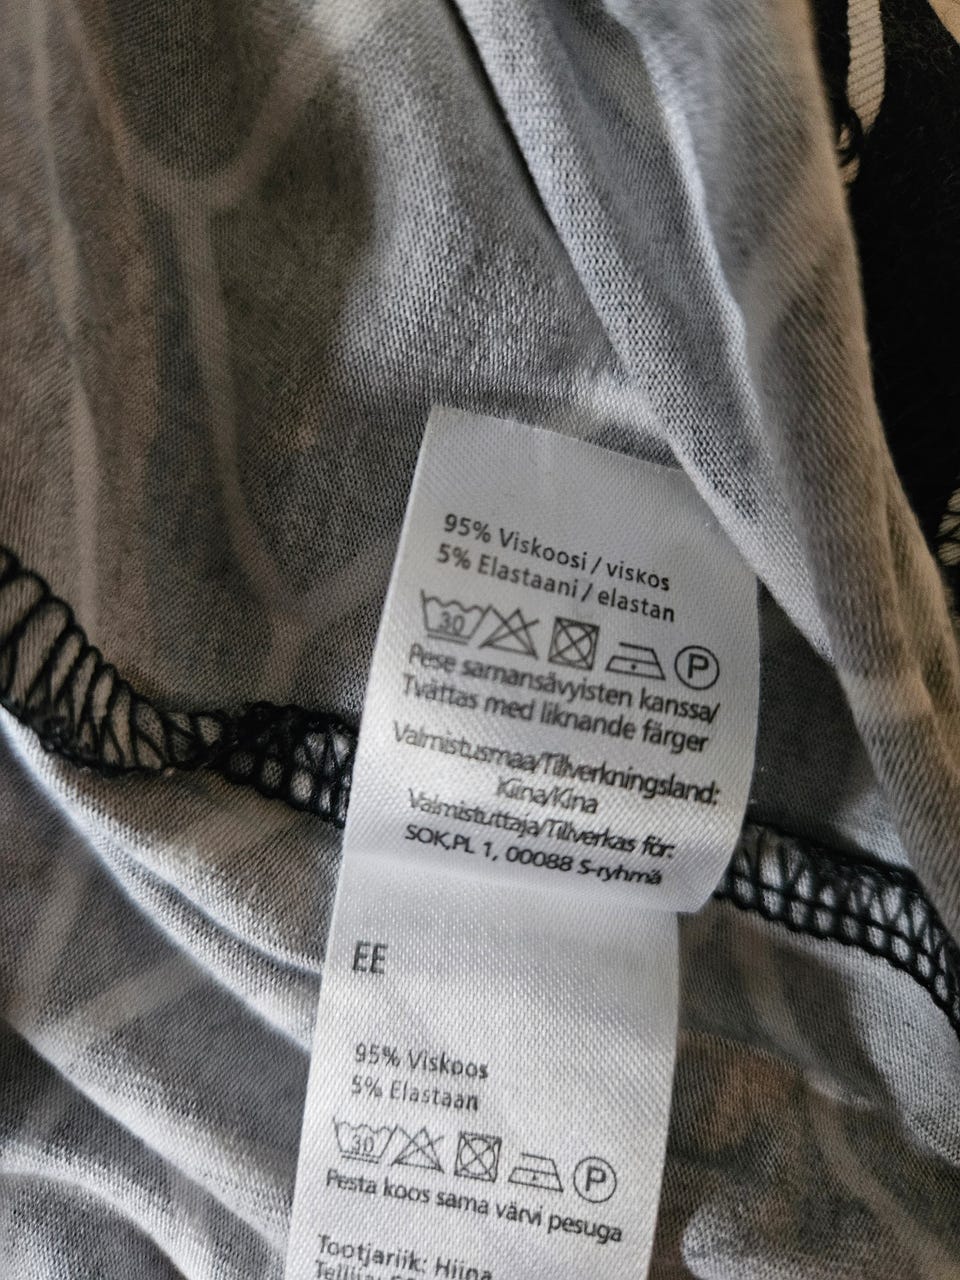 95% Viskoosi / viskos
5% Elastaani / elastan
30 P
Pese samansävyisten kanssa/
Tvättas med liknande färger
Valmistusmaa/Tillverkningsland:
Kiina/Kina
Valmistuttaja/Tillverkas för:
SOK,PL 1, 00088 S-ryhmä
EE
95% Viskoos
5% Elastaan
30 P
Pesta koos sama värvi pesuga
Tootjariik: Hiina
Tellija: